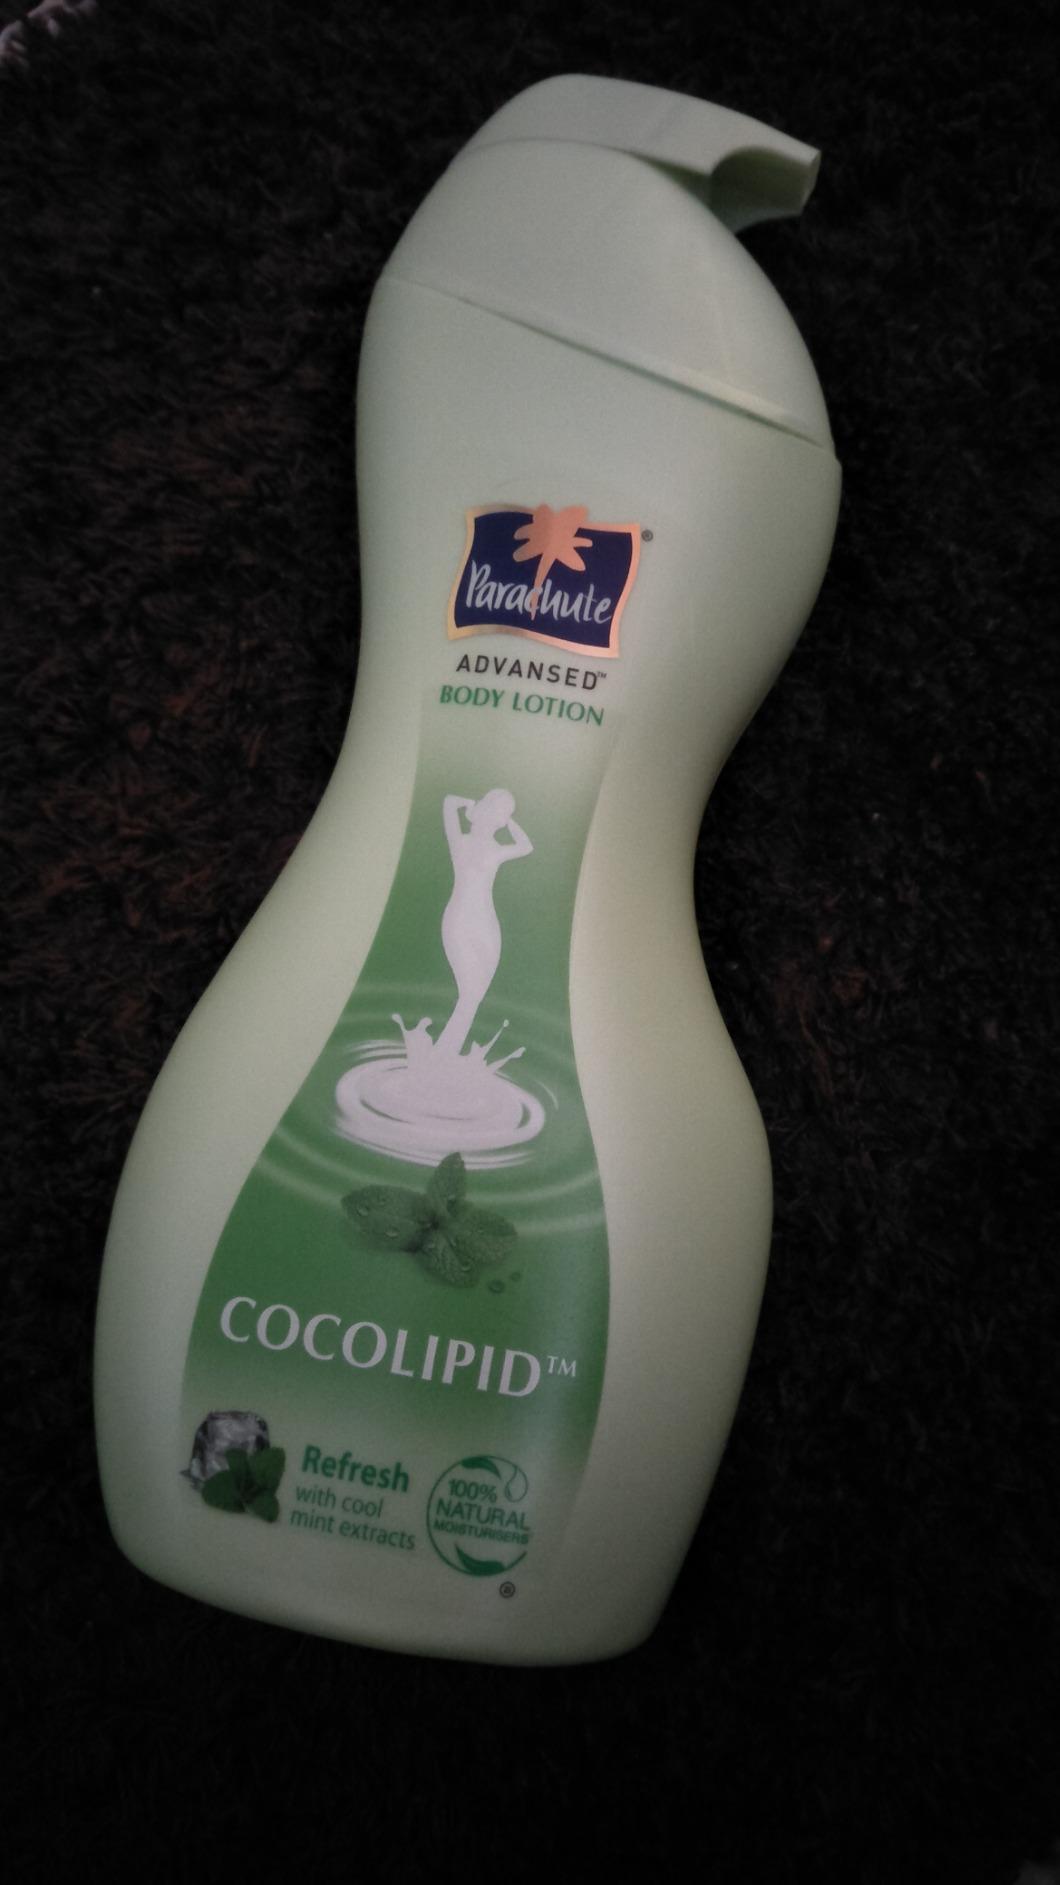 Parachute®
ADVANSED™
BODY LOTION
COCOLIPID™
Refresh
with cool
mint extracts
100%
NATURAL
MOISTURISERS
®